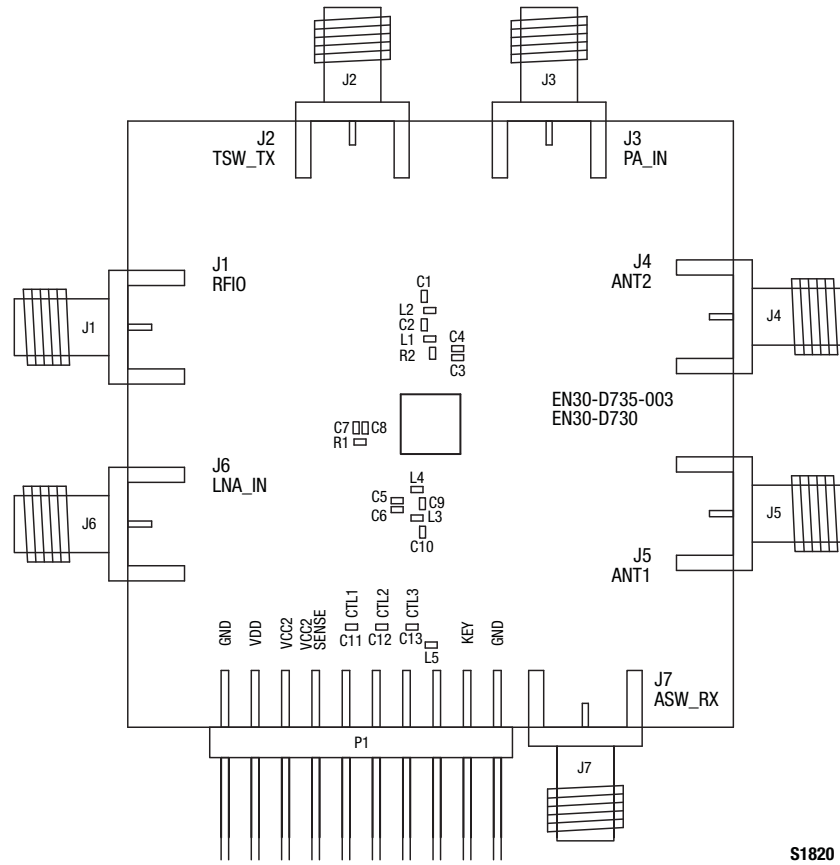 J2
J3
J2
TSW_TX
J3
PA_IN
J1
RFIO
J4
ANT2
J1
J4
C1
L2
C2
L1
R2
C4
C3
EN30-D735-003
EN30-D730
C7
C8
R1
J6
LNA_IN
J6
L4
C5
C6
C9
L3
C10
J5
J5
ANT1
GND
VDD
VCC2
VCC2
SENSE
CTL1
C11
CTL2
C12
CTL3
C13
L5
KEY
GND
J7
ASW_RX
P1
J7
S1820